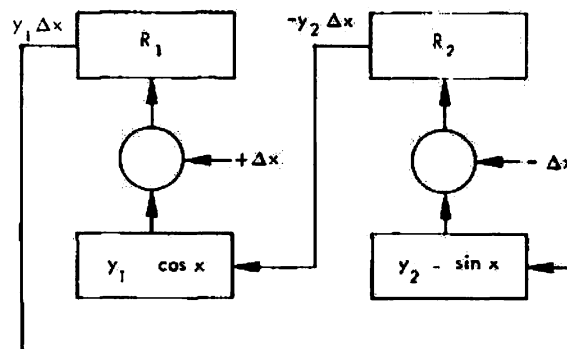 y₁ Δx
R₁
-y₂ Δx
R₂
+ Δx
- Δx
y₁ cos x
y₂ - sin x